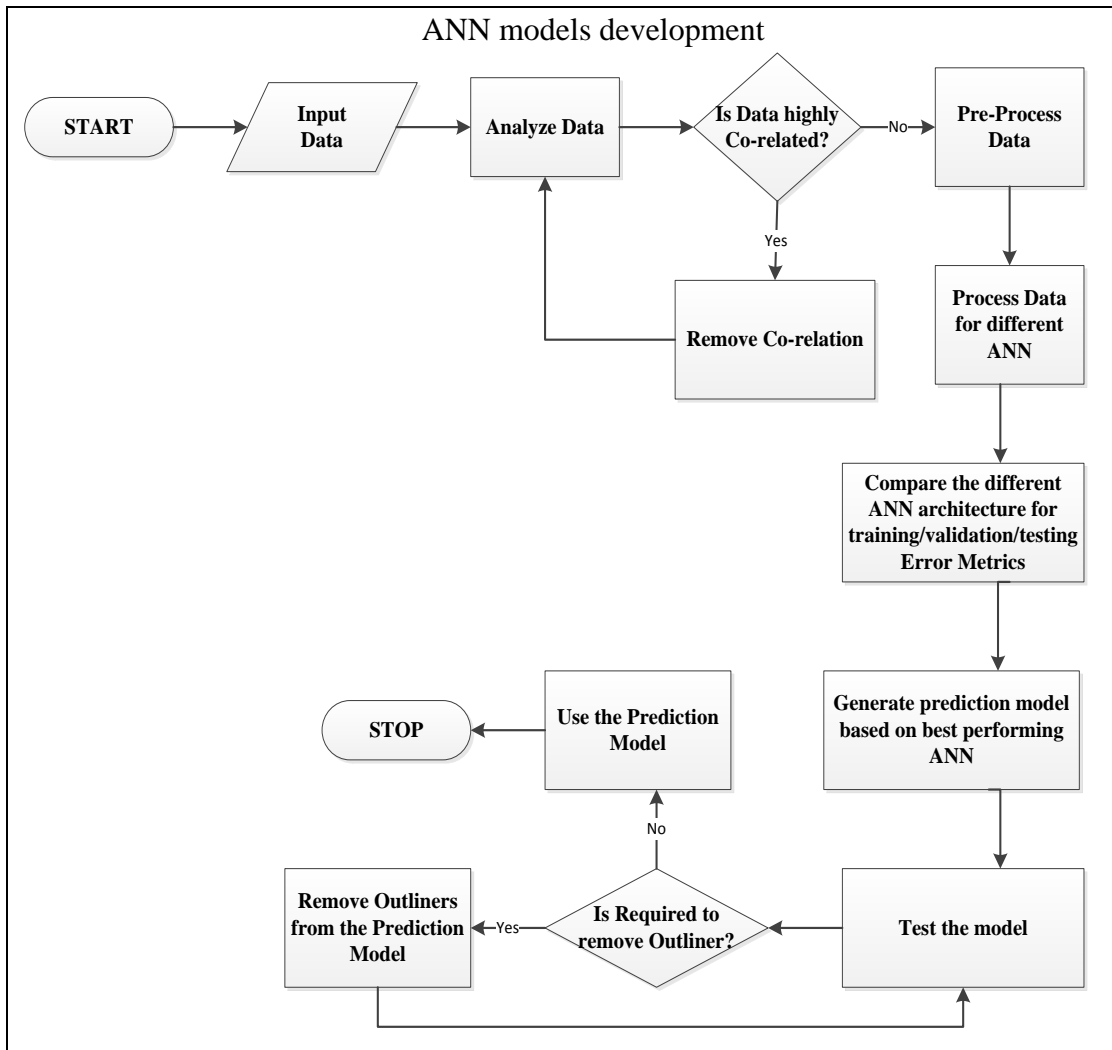 ANN models development
START
Input
Data
Analyze Data
Is Data highly
Co-related?
No
Pre-Process
Data
Yes
Remove Co-relation
Process Data
for different
ANN
Compare the different
ANN architecture for
training/validation/testing
Error Metrics
Generate prediction model
based on best performing
ANN
Test the model
Is Required to
remove Outliner?
Yes
Remove Outliners
from the Prediction
Model
No
Use the Prediction
Model
STOP